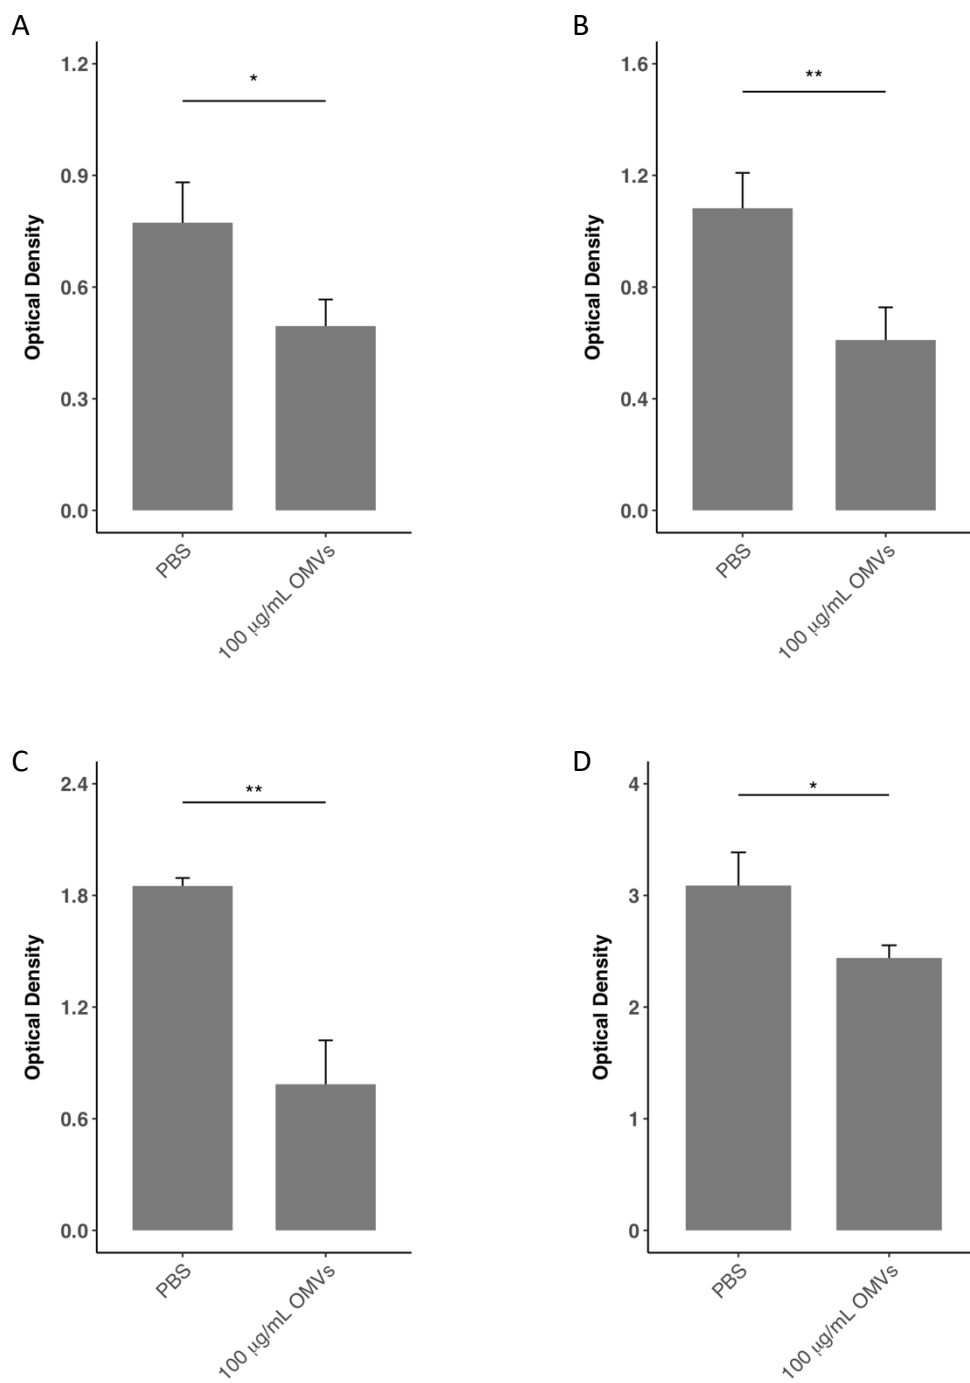 A
1.2
0.9
0.6
0.3
0.0
Optical Density
*
PBS
100 µg/mL OMVs
B
1.6
1.2
0.8
0.4
0.0
Optical Density
**
PBS
100 µg/mL OMVs
C
2.4
1.8
1.2
0.6
0.0
Optical Density
**
PBS
100 µg/mL OMVs
D
4
3
2
1
0
Optical Density
*
PBS
100 µg/mL OMVs